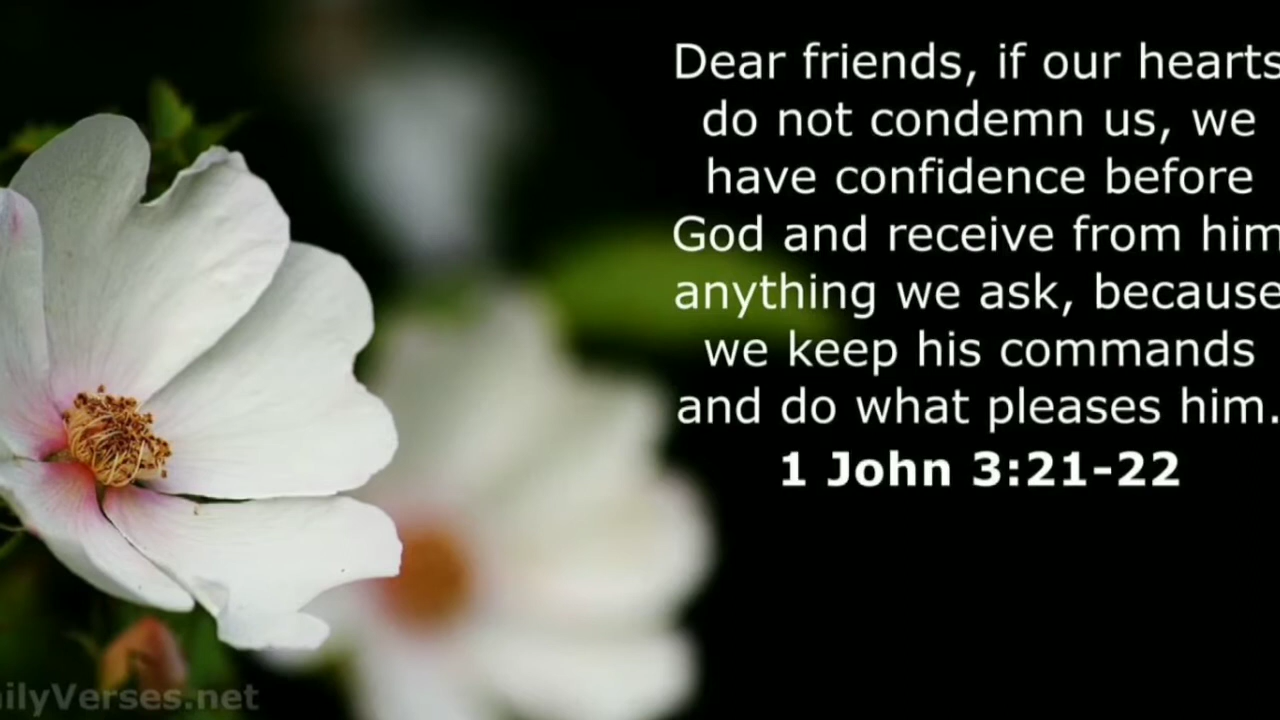 Dear friends, if our hearts
do not condemn us, we
have confidence before
God and receive from him
anything we ask, because
we keep his commands
and do what pleases him.
1 John 3:21-22
ilyVerses.net